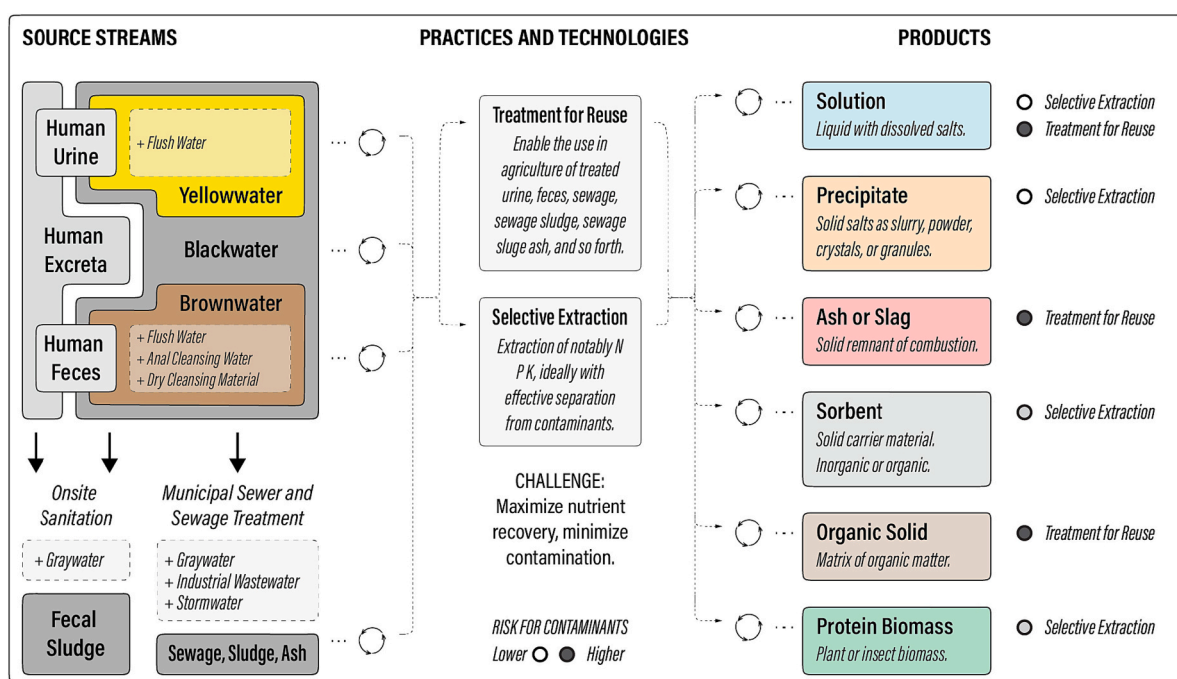 SOURCE STREAMS
Human
Urine
+ Flush Water
Yellowwater
Human
Excreta
Blackwater
Brownwater
Human
Feces
+ Flush Water
+ Anal Cleansing Water
+ Dry Cleansing Material
Onsite
Sanitation
+ Graywater
Fecal
Sludge
Municipal Sewer and
Sewage Treatment
+ Graywater
+ Industrial Wastewater
+ Stormwater
Sewage, Sludge, Ash
PRACTICES AND TECHNOLOGIES
Treatment for Reuse
Enable the use in
agriculture of treated
urine, feces, sewage,
sewage sludge, sewage
sluge ash, and so forth.
Selective Extraction
Extraction of notably N
P K, ideally with
effective separation
from contaminants.
CHALLENGE:
Maximize nutrient
recovery, minimize
contamination.
RISK FOR CONTAMINANTS
Lower Higher
PRODUCTS
Solution
Liquid with dissolved salts.
Selective Extraction
Treatment for Reuse
Precipitate
Solid salts as slurry, powder,
crystals, or granules.
Selective Extraction
Ash or Slag
Solid remnant of combustion.
Treatment for Reuse
Sorbent
Solid carrier material.
Inorganic or organic.
Selective Extraction
Organic Solid
Matrix of organic matter.
Treatment for Reuse
Protein Biomass
Plant or insect biomass.
Selective Extraction